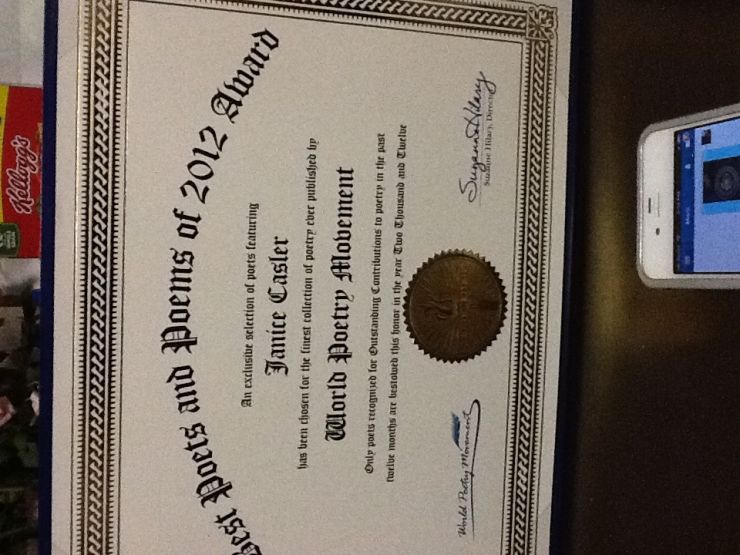 Best Poets and Poems of 2012 Award
An exclusive selection of poets featuring
Janice Casler
has been chosen for the finest collection of poetry ever published by
World Poetry Movement
Only poets recognized for Outstanding Contributions to poetry in the past
twelve months are bestowed this honor in the year Two Thousand and Twelve
World Poetry Movement
Suzanne Hilary
Suzanne Hilary, Director
Kellogg's